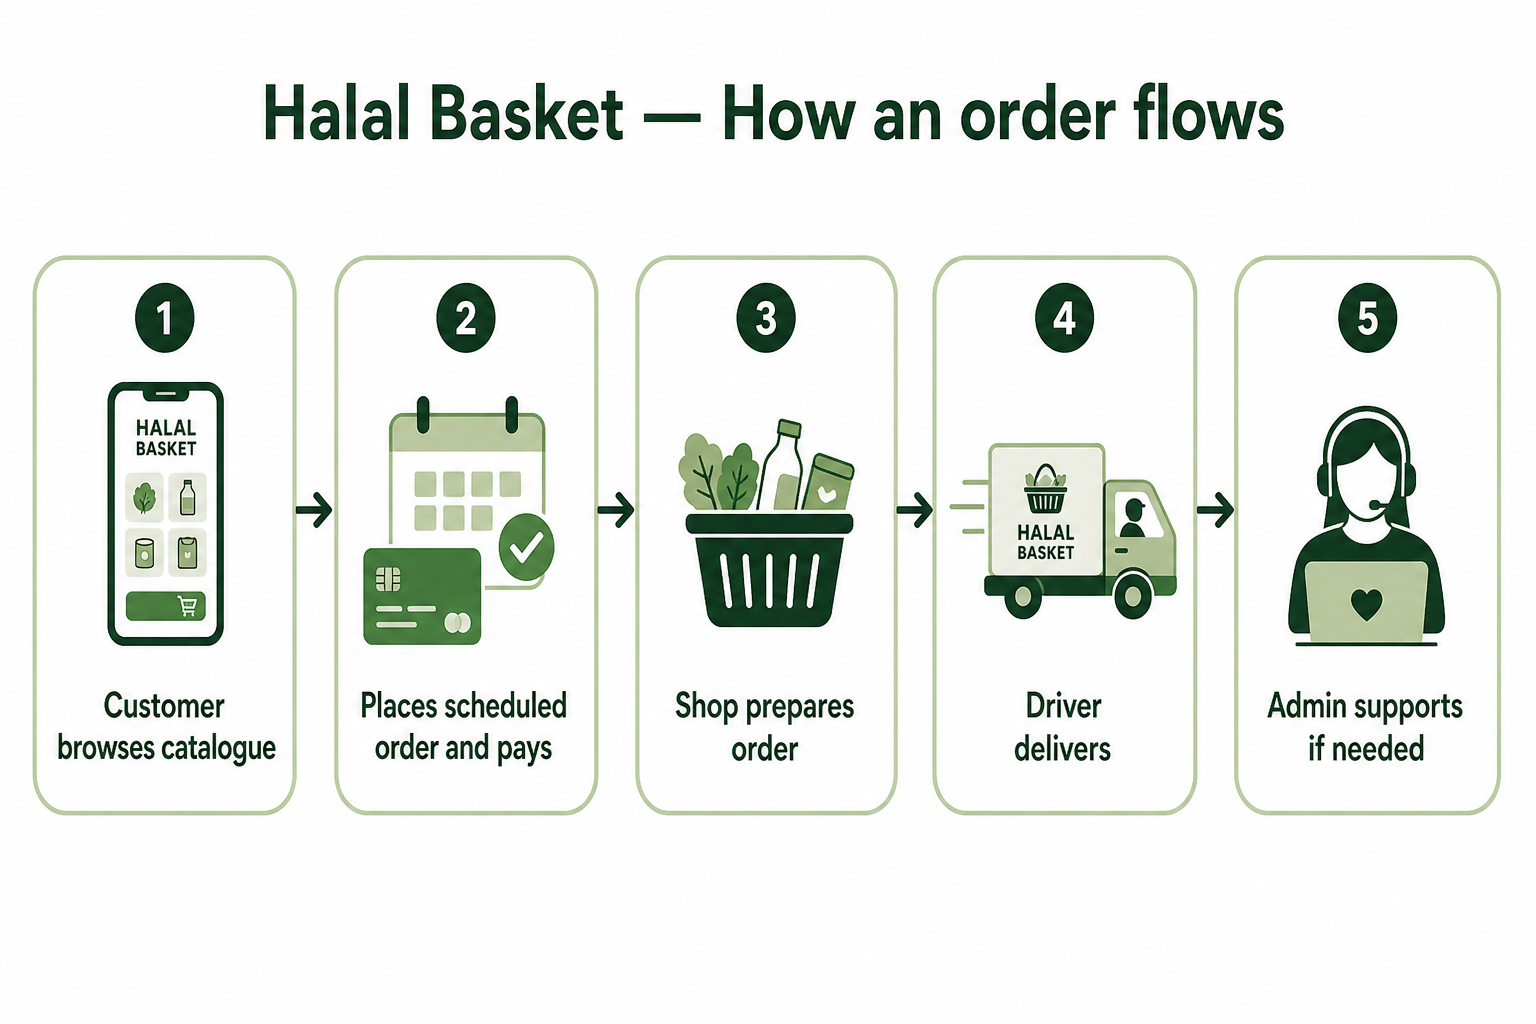 Halal Basket — How an order flows
1
HALAL
BASKET
Customer
browses catalogue
2
Places scheduled
order and pays
3
Shop prepares
order
4
HALAL
BASKET
Driver
delivers
5
Admin supports
if needed